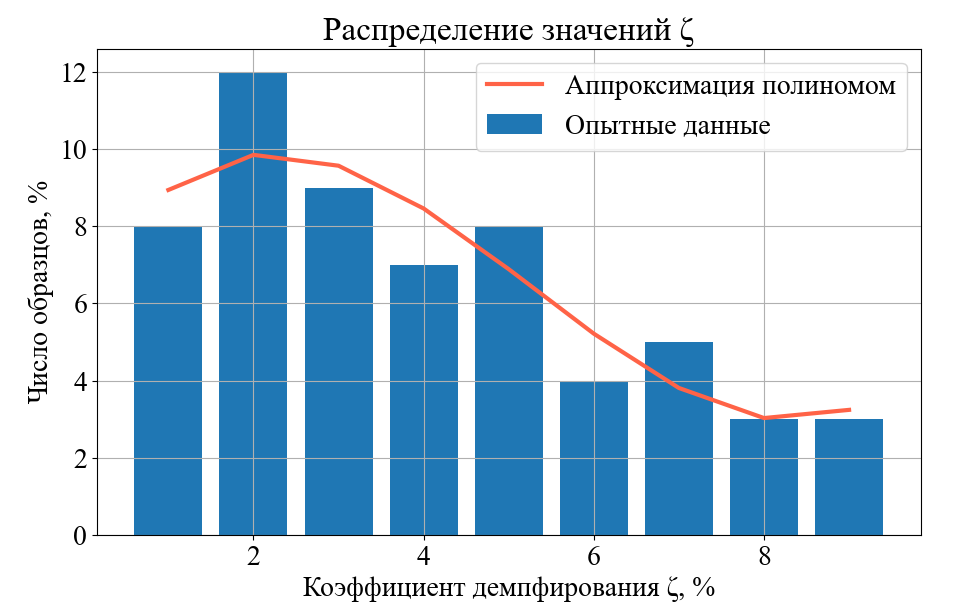 Распределение значений ζ
Аппроксимация полиномом
Опытные данные
Число образцов, %
12
10
8
6
4
2
0
2 4 6 8
Коэффициент демпфирования ζ, %